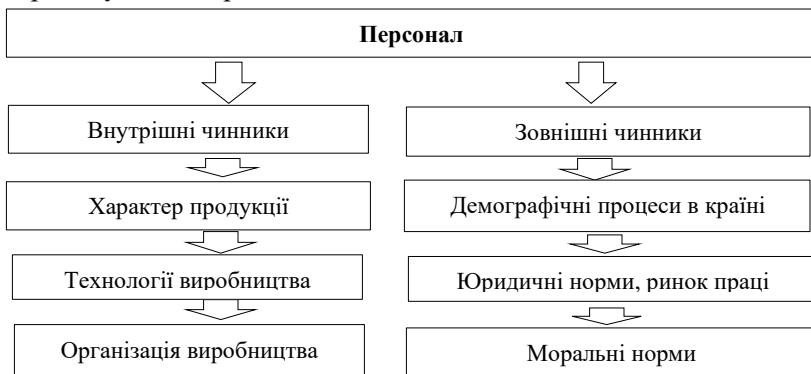 Персонал
Внутрішні чинники
Зовнішні чинники
Характер продукції
Демографічні процеси в країні
Технології виробництва
Юридичні норми, ринок праці
Організація виробництва
Моральні норми